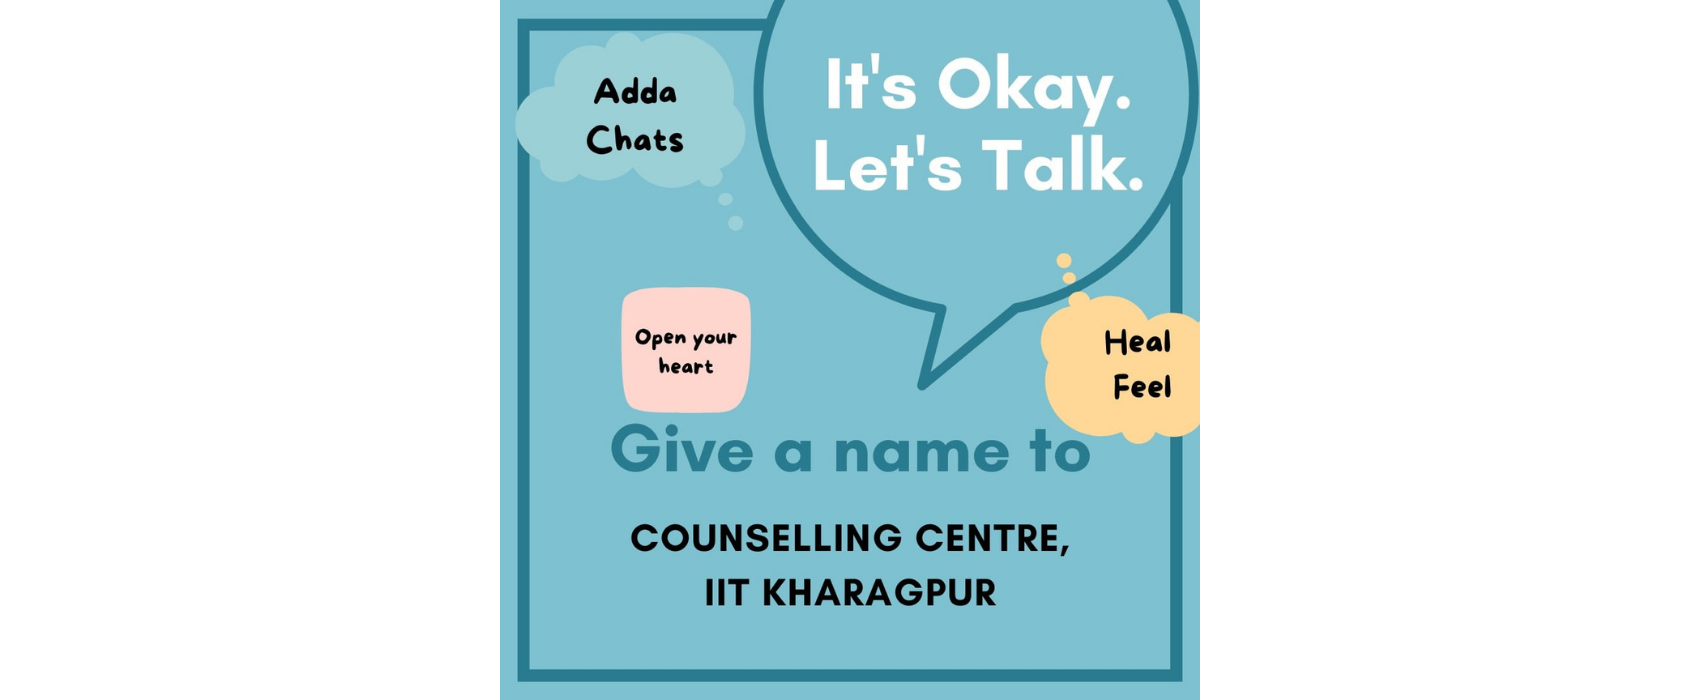 Adda
Chats
It's Okay.
Let's Talk.
Open your
heart
Heal
Feel
Give a name to
COUNSELLING CENTRE,
IIT KHARAGPUR